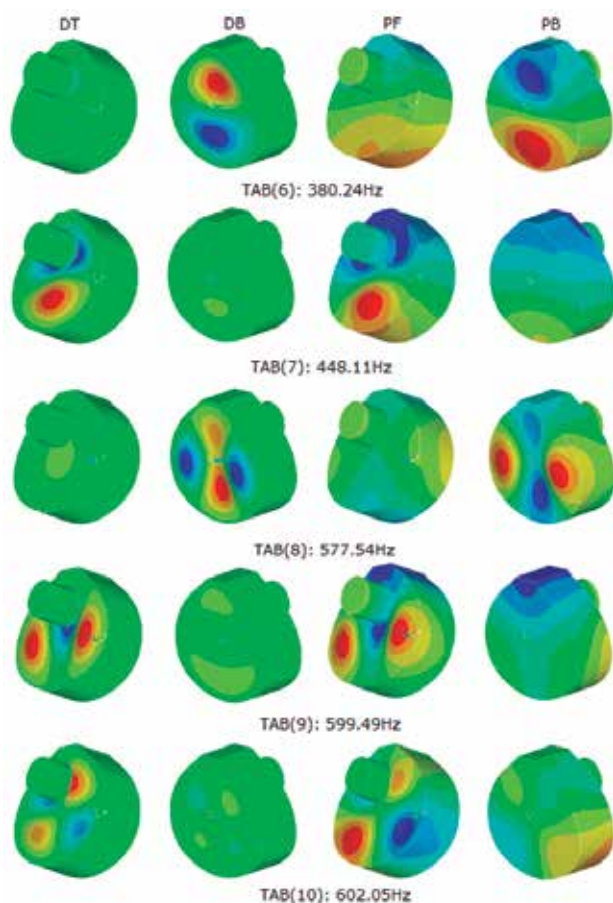 DT DB PF PB
TAB(6): 380.24Hz
TAB(7): 448.11Hz
TAB(8): 577.54Hz
TAB(9): 599.49Hz
TAB(10): 602.05Hz